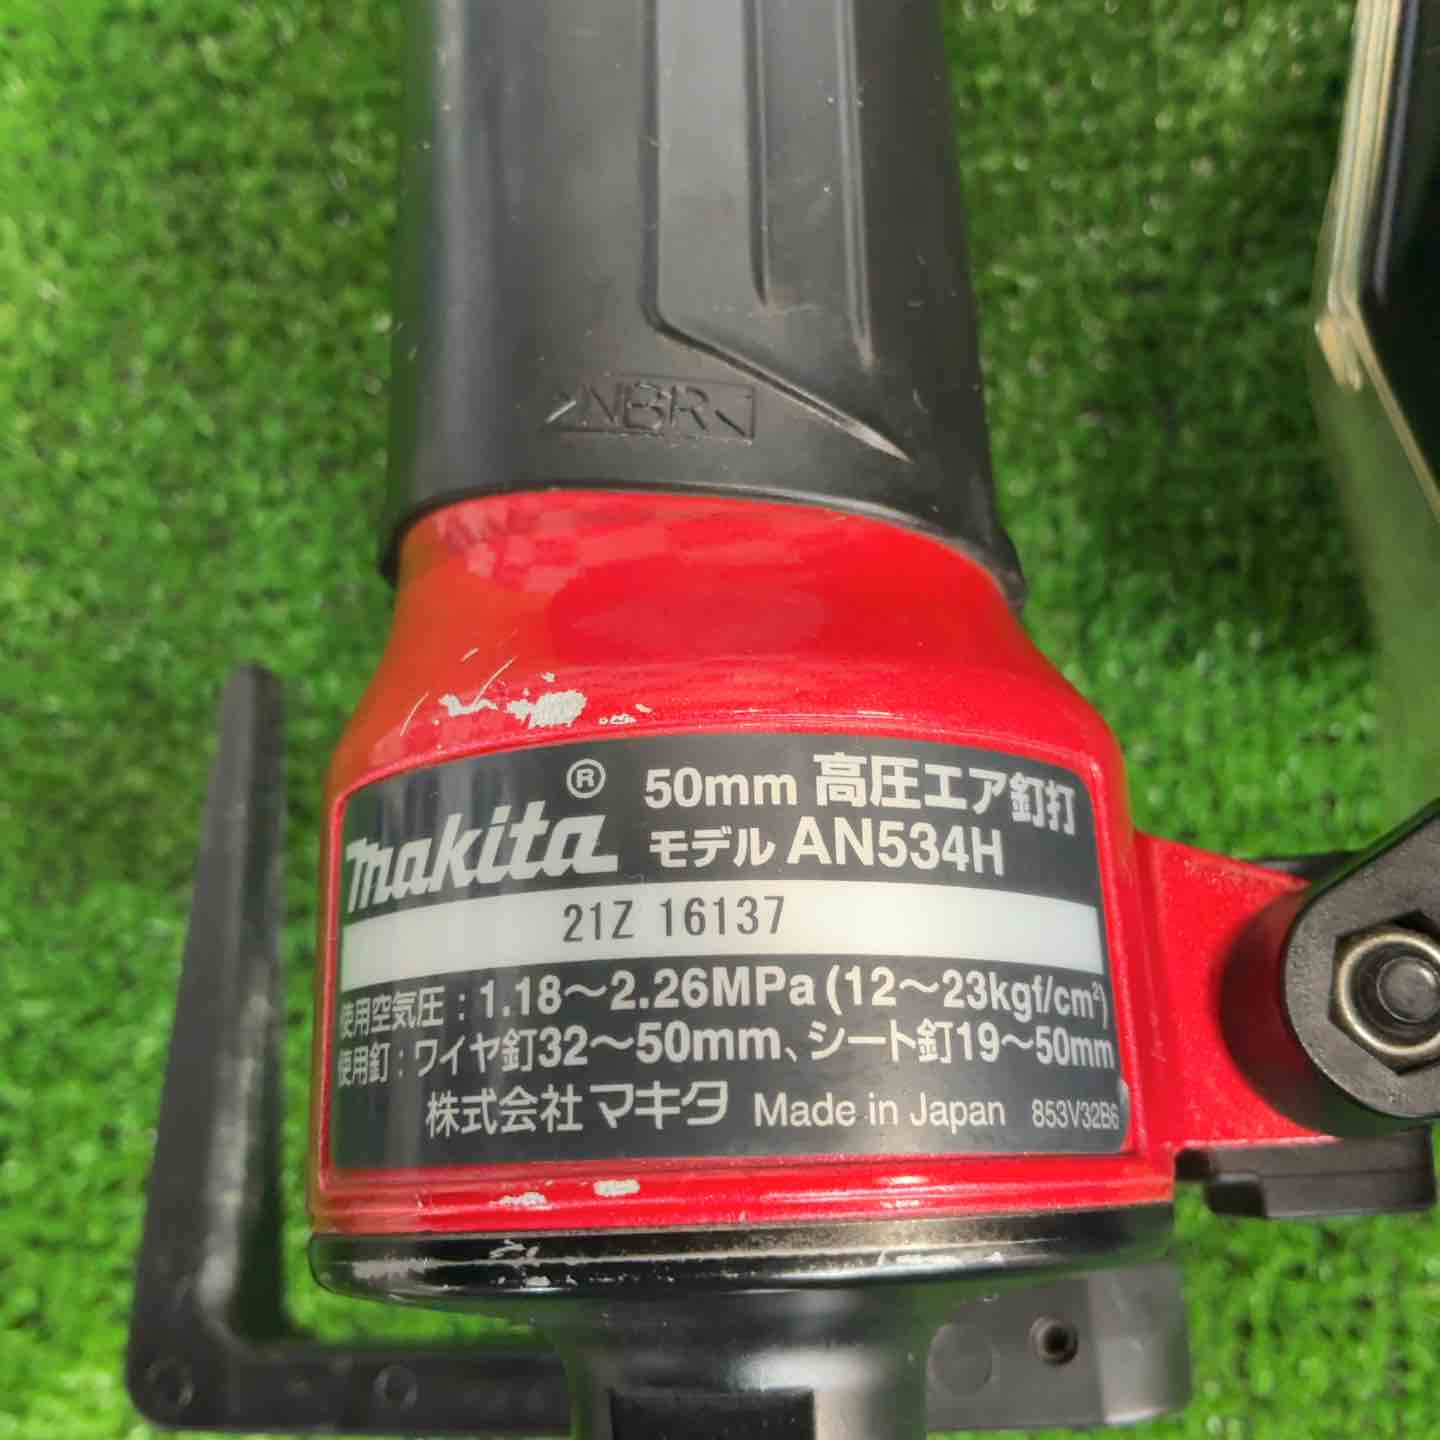 >NBR<
makita®
50mm 高圧エア釘打
モデル AN534H
21Z 16137
使用空気圧：1.18～2.26MPa(12～23kgf/cm²)
使用釘：ワイヤ釘32～50mm、シート釘19～50mm
株式会社マキタ Made in Japan 853V32B6